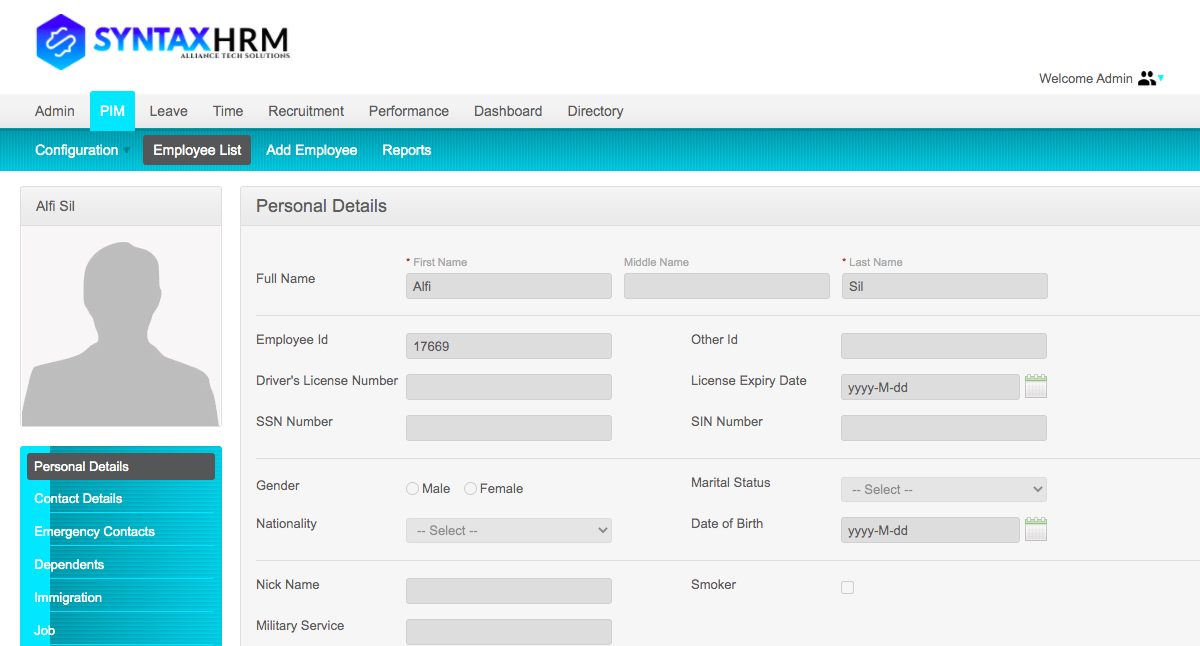 SYNTAXHRM
ALLIANCE TECH SOLUTIONS
Welcome Admin
Admin PIM Leave Time Recruitment Performance Dashboard Directory
Configuration Employee List Add Employee Reports
Alfi Sil
Personal Details
Contact Details
Emergency Contacts
Dependents
Immigration
Job
Personal Details
* First Name Middle Name * Last Name
Full Name Alfi Sil
Employee Id 17669 Other Id
Driver's License Number License Expiry Date yyyy-M-dd
SSN Number SIN Number
Gender Male Female Marital Status -- Select --
Nationality -- Select -- Date of Birth yyyy-M-dd
Nick Name Smoker
Military Service